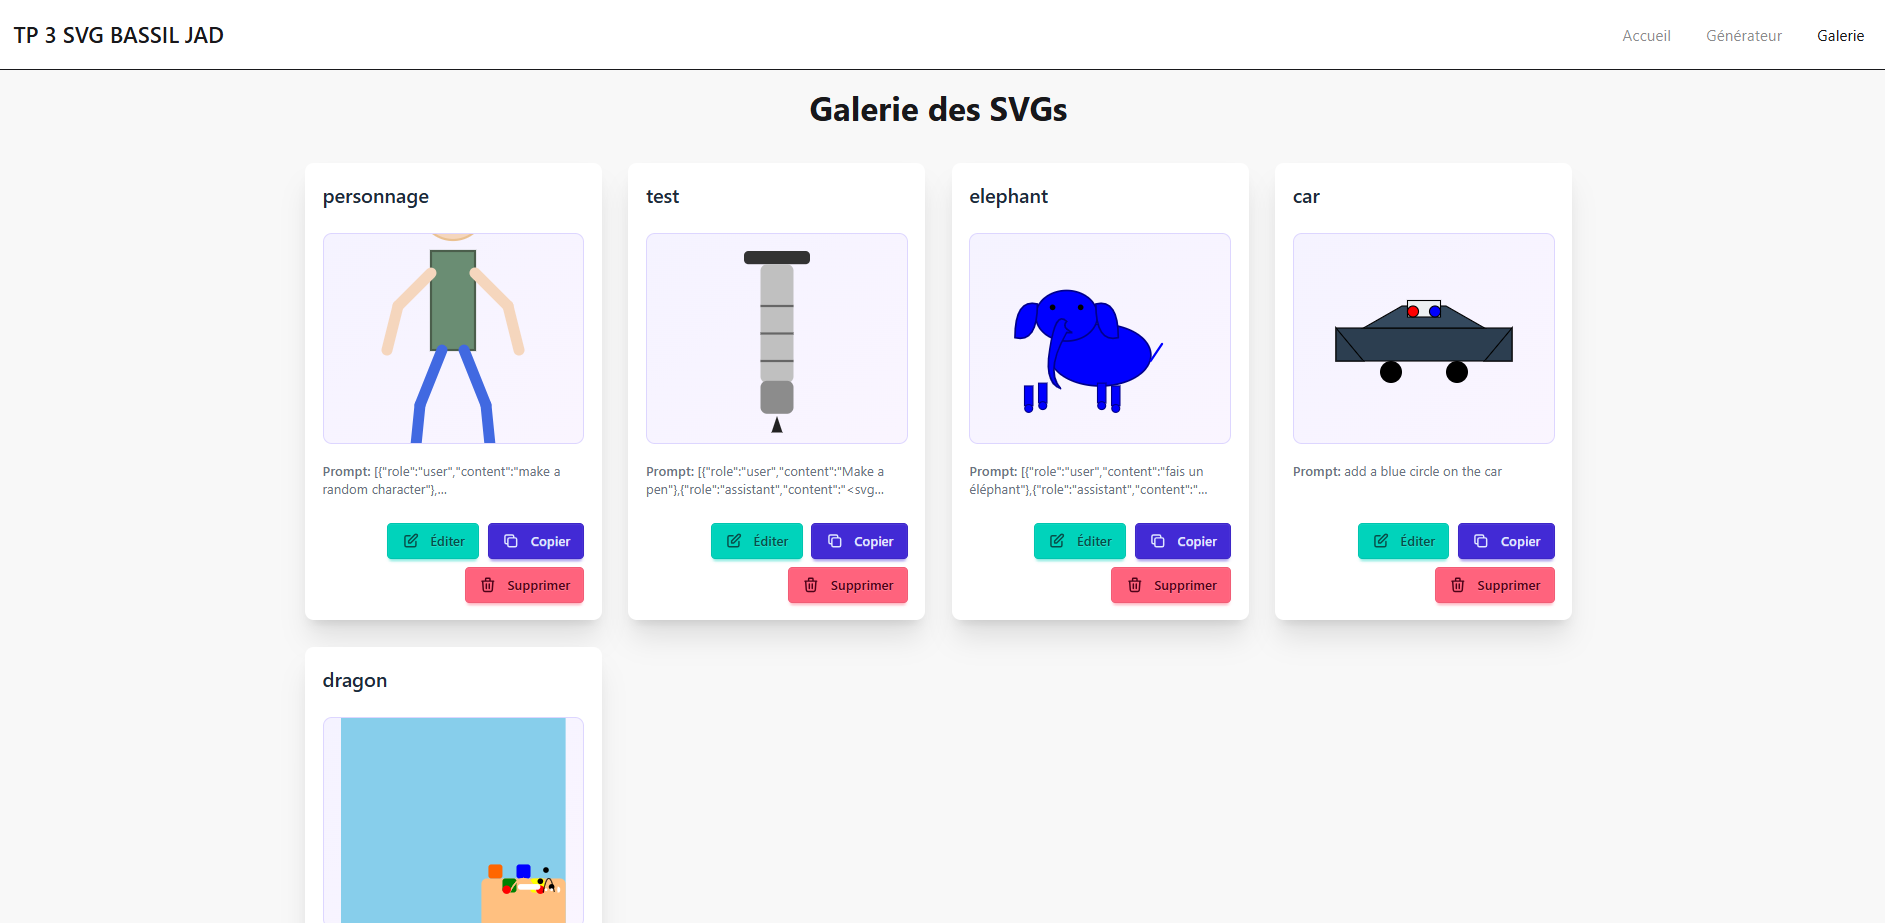 TP 3 SVG BASSIL JAD
Accueil
Générateur
Galerie
Galerie des SVGs
personnage
Prompt: [{"role":"user","content":"make a
random character"},...
Éditer
Copier
Supprimer
test
Prompt: [{"role":"user","content":"Make a
pen"},{"role":"assistant","content":"<svg...
Éditer
Copier
Supprimer
elephant
Prompt: [{"role":"user","content":"fais un
éléphant"},{"role":"assistant","content":"...
Éditer
Copier
Supprimer
car
Prompt: add a blue circle on the car
Éditer
Copier
Supprimer
dragon